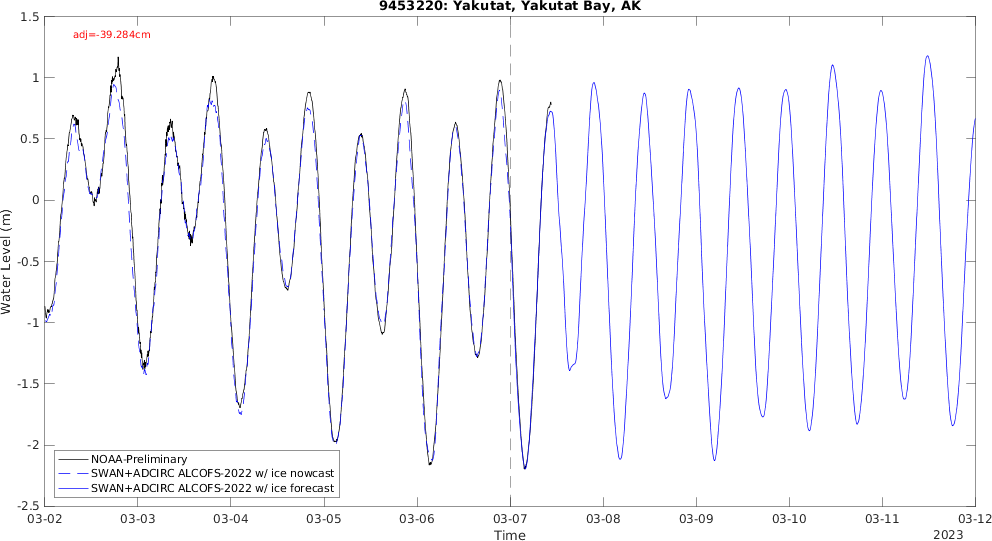 9453220: Yakutat, Yakutat Bay, AK
adj=-39.284cm
1.5
1
0.5
0
-0.5
-1
-1.5
-2
-2.5
Water Level (m)
NOAA-Preliminary
SWAN+ADCIRC ALCOFS-2022 w/ ice nowcast
SWAN+ADCIRC ALCOFS-2022 w/ ice forecast
03-02 03-03 03-04 03-05 03-06 03-07 03-08 03-09 03-10 03-11 03-12
Time
2023